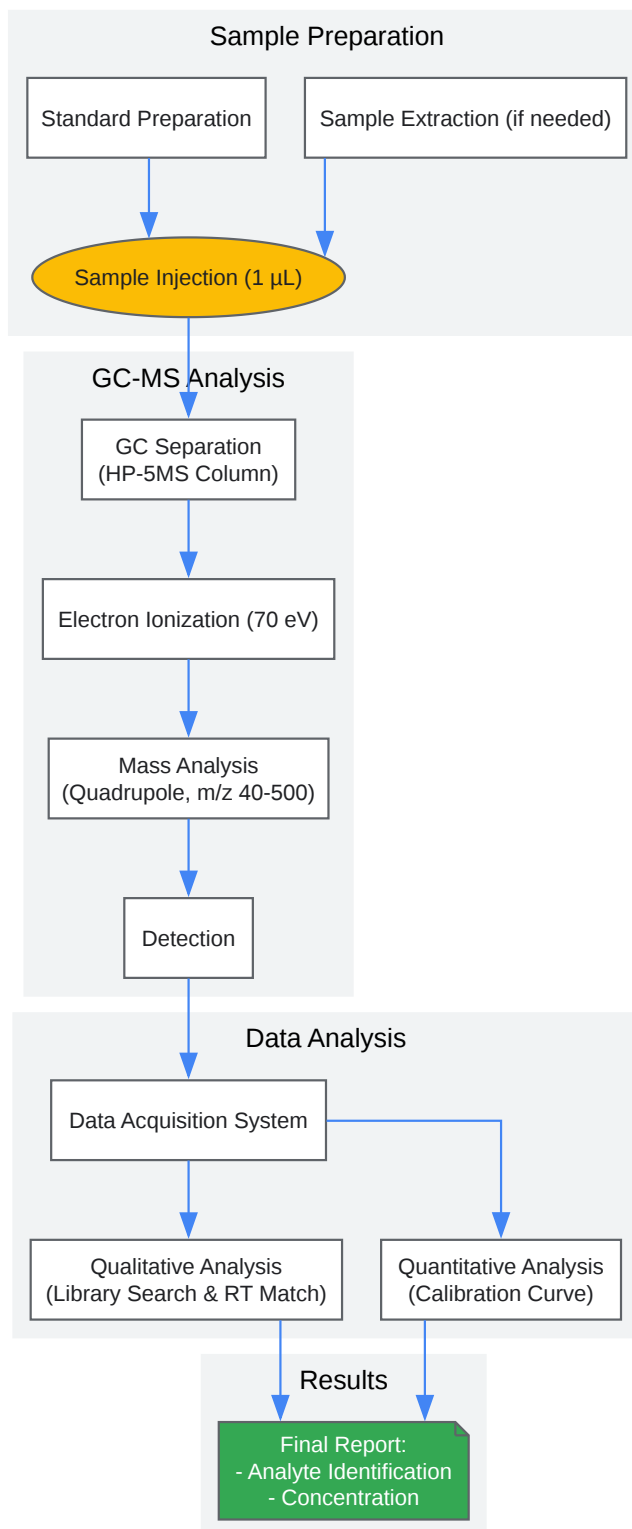 Sample Preparation
Standard Preparation
Sample Extraction (if needed)
Sample Injection (1 µL)
GC-MS Analysis
GC Separation
(HP-5MS Column)
Electron Ionization (70 eV)
Mass Analysis
(Quadrupole, m/z 40-500)
Detection
Data Analysis
Data Acquisition System
Qualitative Analysis
(Library Search & RT Match)
Quantitative Analysis
(Calibration Curve)
Results
Final Report:
- Analyte Identification
- Concentration